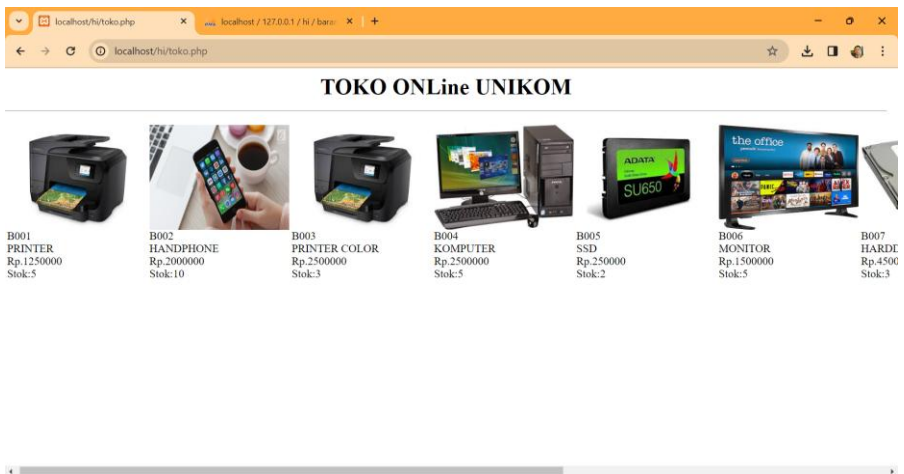 localhost/hi/toko.php
localhost / 127.0.0.1 / hi / baran
localhost/hi/toko.php
TOKO ONLine UNIKOM
the office
ADATA
SU650
B001
PRINTER
Rp.1250000
Stok:5
B002
HANDPHONE
Rp.2000000
Stok:10
B003
PRINTER COLOR
Rp.2500000
Stok:3
B004
KOMPUTER
Rp.2500000
Stok:5
B005
SSD
Rp.250000
Stok:2
B006
MONITOR
Rp.1500000
Stok:5
B007
HARDD
Rp.4500
Stok:3